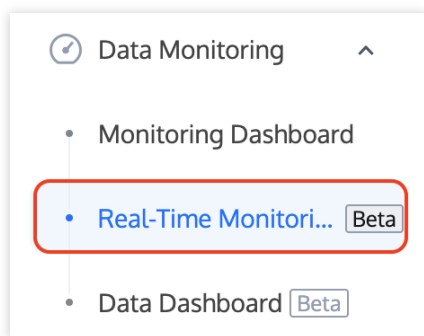 Data Monitoring
Monitoring Dashboard
Real-Time Monitori... Beta
Data Dashboard Beta